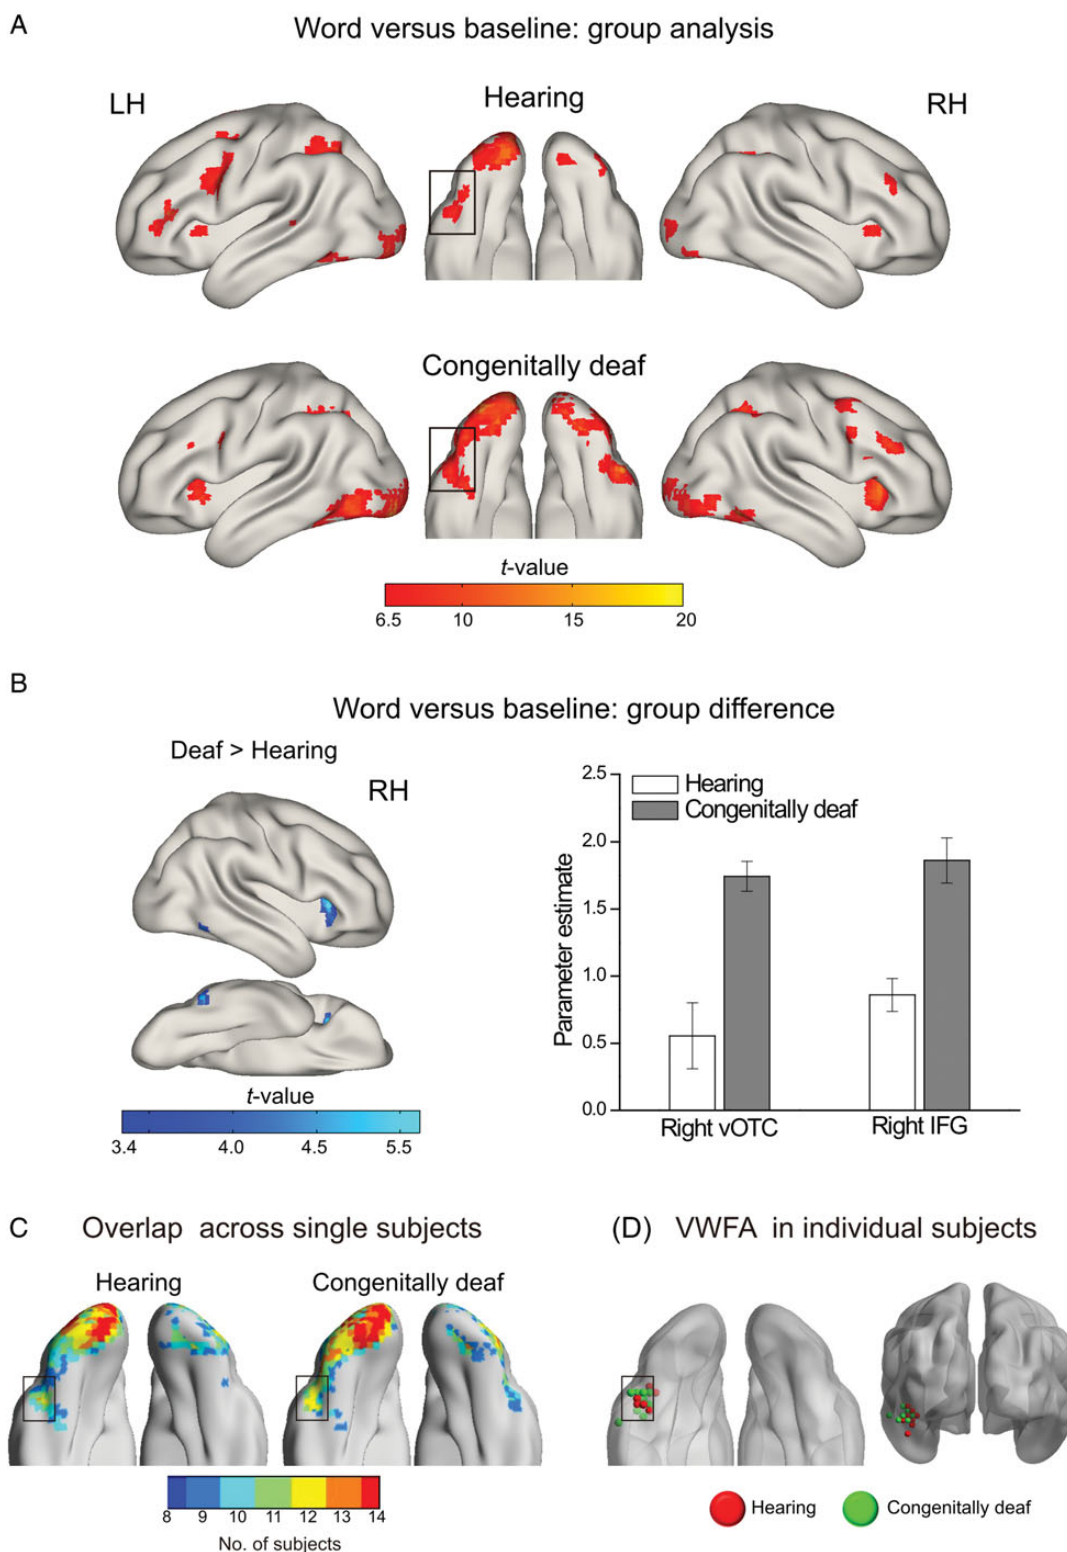 A
Word versus baseline: group analysis
LH
Hearing
RH
Congenitally deaf
t-value
6.5 10 15 20
B
Word versus baseline: group difference
Deaf > Hearing
RH
t-value
3.4 4.0 4.5 5.5
2.5
2.0
1.5
1.0
0.5
0.0
Parameter estimate
Hearing
Congenitally deaf
Right vOTC Right IFG
C Overlap across single subjects
Hearing Congenitally deaf
8 9 10 11 12 13 14
No. of subjects
(D) VWFA in individual subjects
Hearing Congenitally deaf